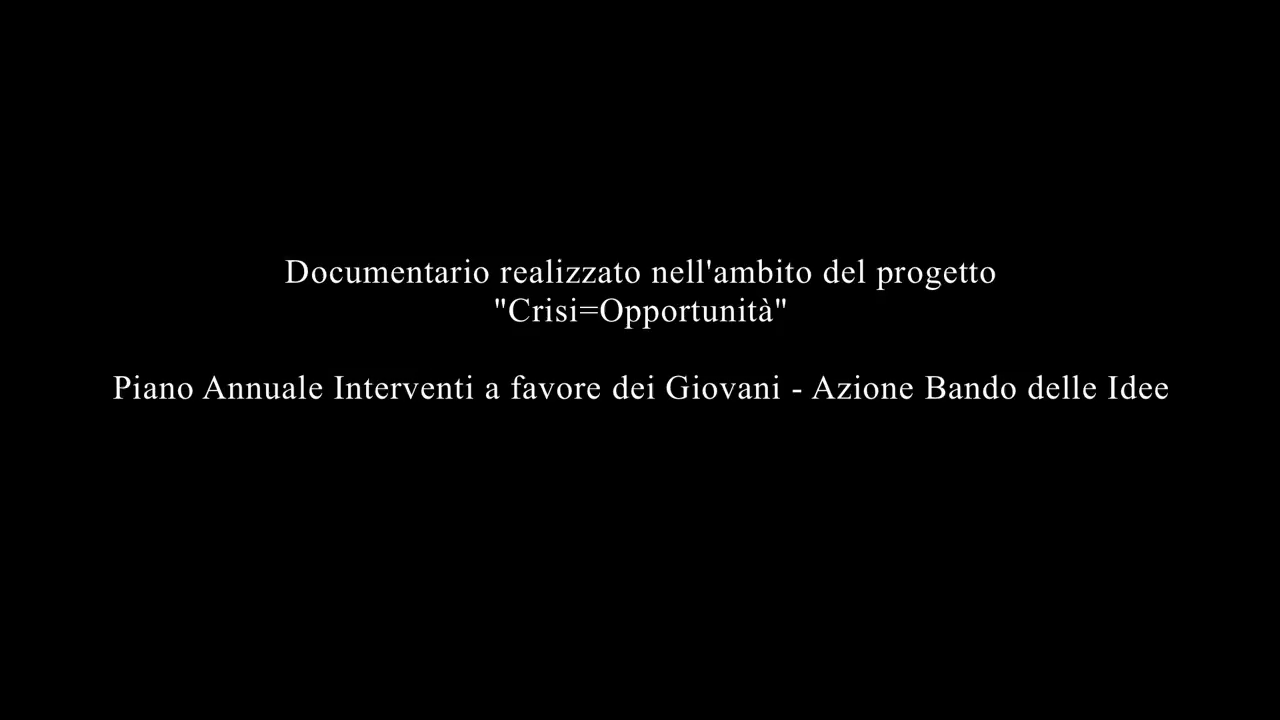 Documentario realizzato nell'ambito del progetto
"Crisi=Opportunità"
Piano Annuale Interventi a favore dei Giovani - Azione Bando delle Idee